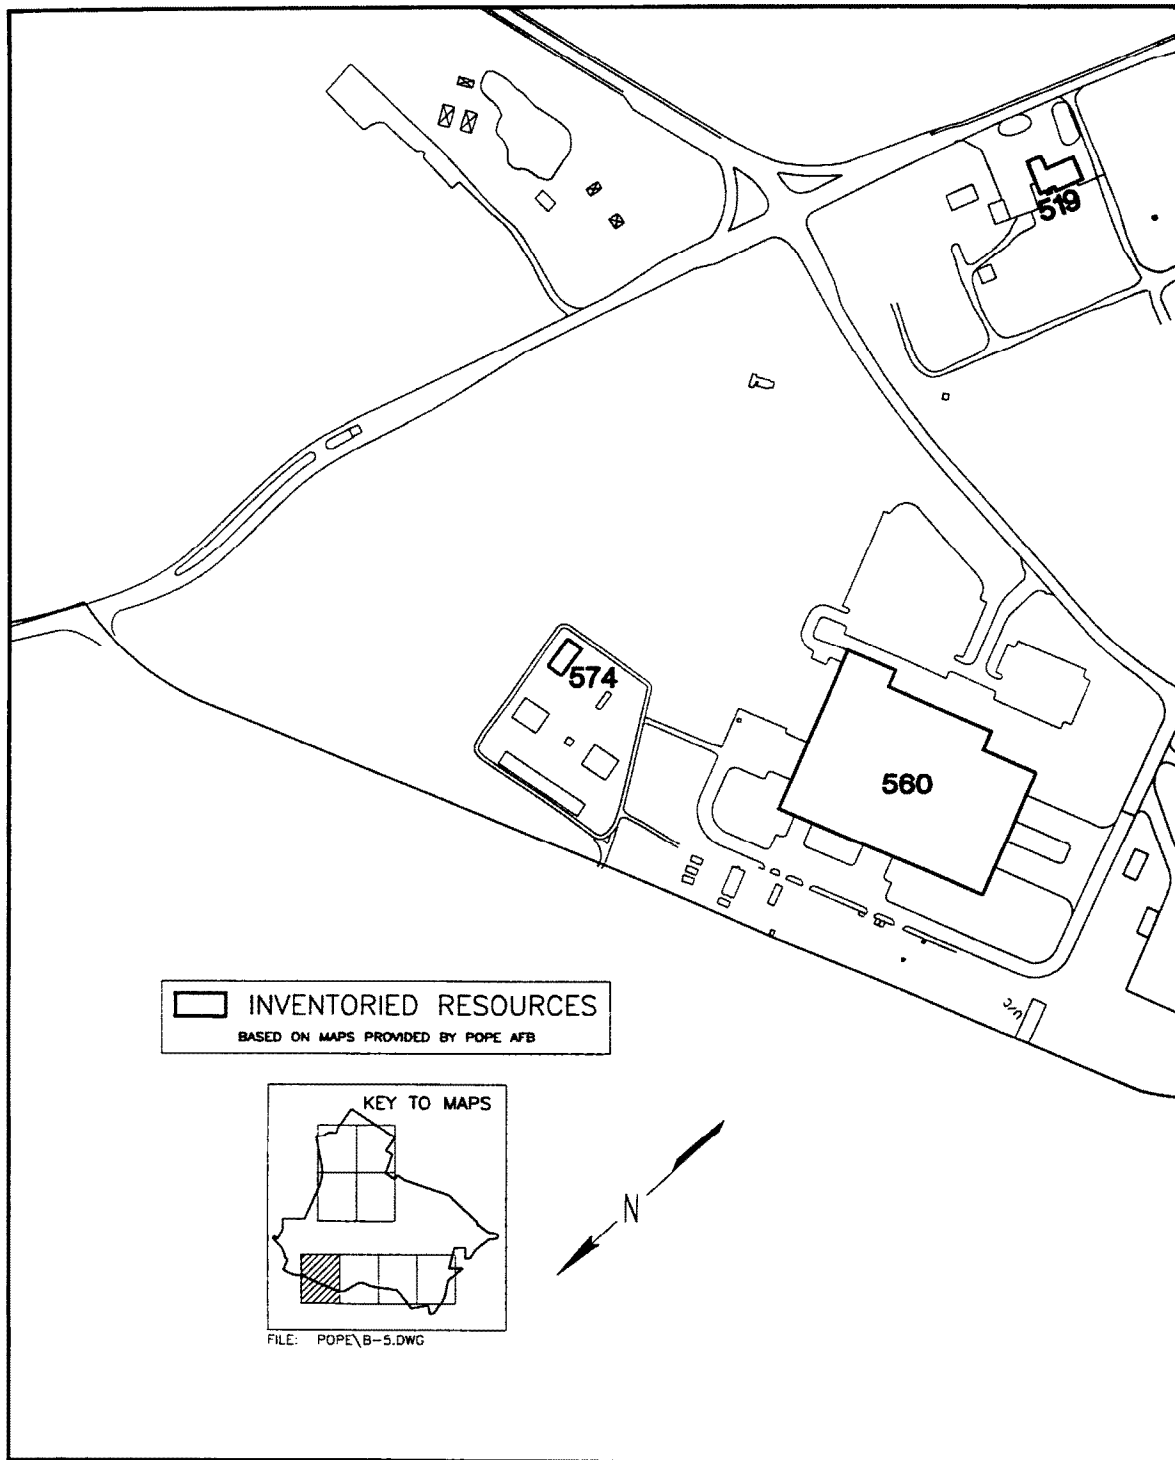 519
574
560
INVENTORIED RESOURCES
BASED ON MAPS PROVIDED BY POPE AFB
U/C
KEY TO MAPS
N
FILE: POPE\B-5.DWG